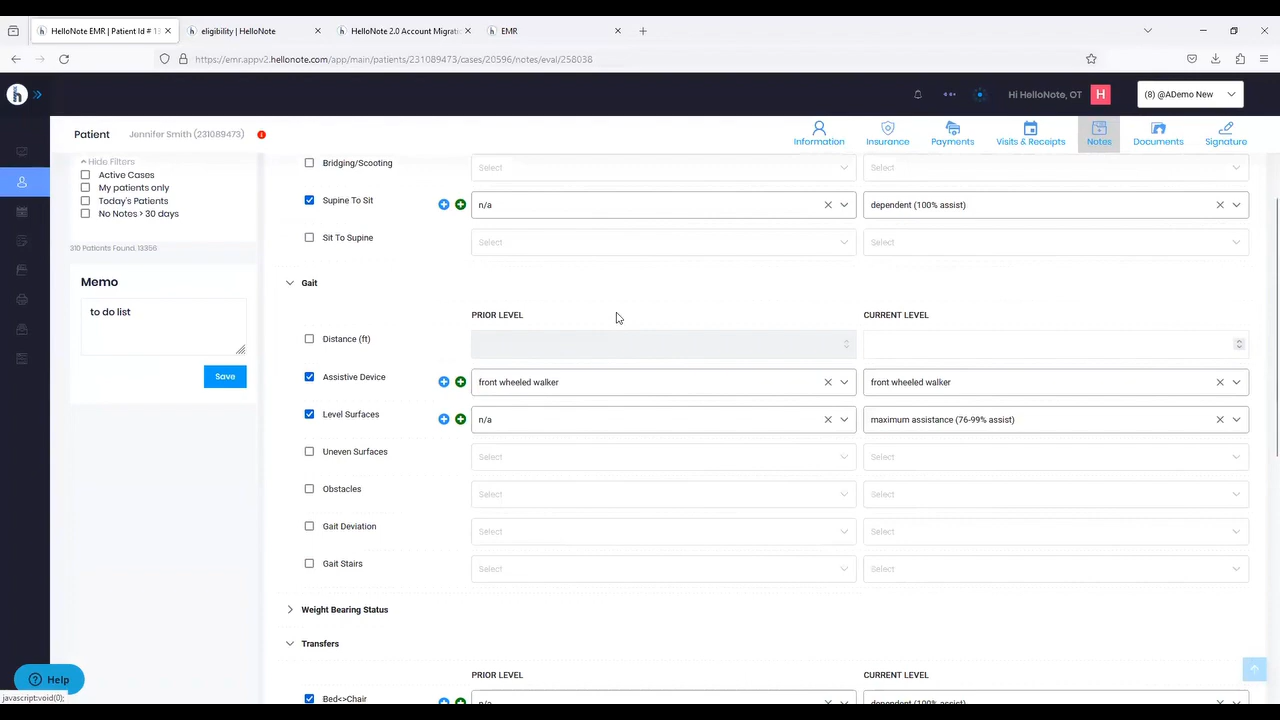 HelloNote EMR | Patient Id # 13
eligibility | HelloNote
HelloNote 2.0 Account Migrati
EMR
https://emr.appv2.hellonote.com/app/main/patients/231089473/cases/20596/notes/eval/258038
Hi HelloNote, OT
H
(8) @ADemo New
Patient
Jennifer Smith (231089473)
Information
Insurance
Payments
Visits & Receipts
Notes
Documents
Signature
Hide Filters
Active Cases
My patients only
Today's Patients
No Notes > 30 days
310 Patients Found. 13356
Memo
to do list
Save
Bridging/Scooting
Select
Select
Supine To Sit
n/a
dependent (100% assist)
Sit To Supine
Select
Select
Gait
PRIOR LEVEL
CURRENT LEVEL
Distance (ft)
Assistive Device
front wheeled walker
front wheeled walker
Level Surfaces
n/a
maximum assistance (76-99% assist)
Uneven Surfaces
Select
Select
Obstacles
Select
Select
Gait Deviation
Select
Select
Gait Stairs
Select
Select
Weight Bearing Status
Transfers
PRIOR LEVEL
CURRENT LEVEL
Bed<>Chair
n/a
dependent (100% assist)
Help
javascript:void(0);